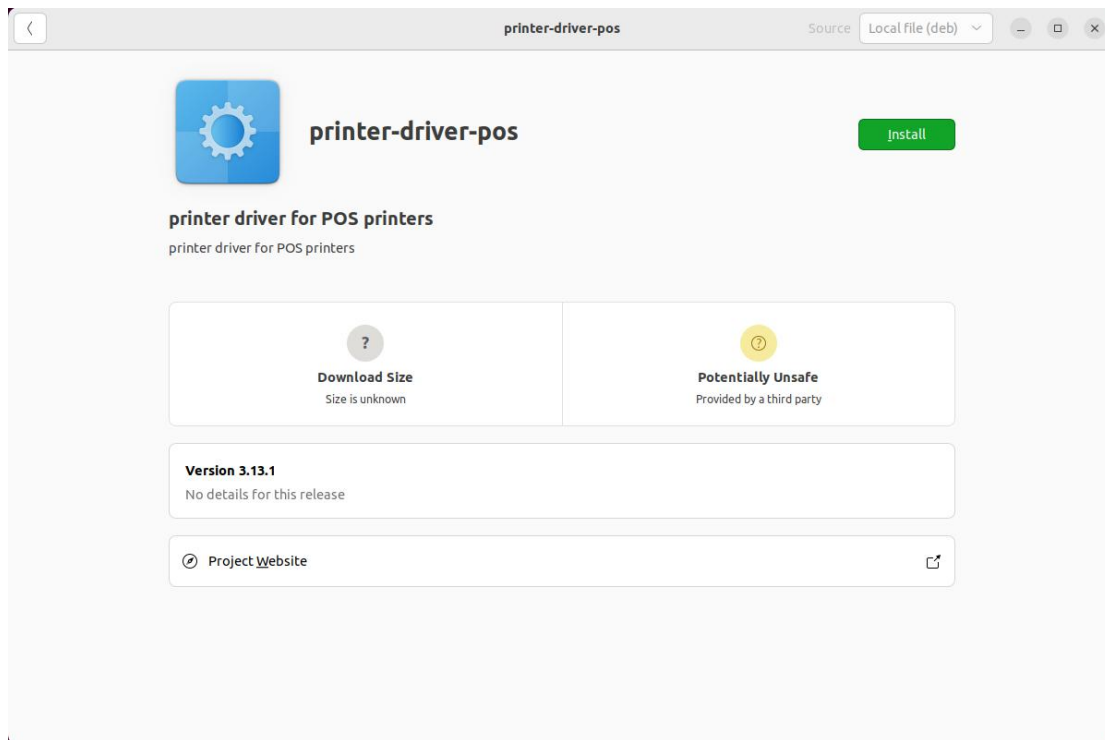 printer-driver-pos
Source
Local file (deb)
printer-driver-pos
Install
printer driver for POS printers
printer driver for POS printers
?
Download Size
Size is unknown
?
Potentially Unsafe
Provided by a third party
Version 3.13.1
No details for this release
Project Website